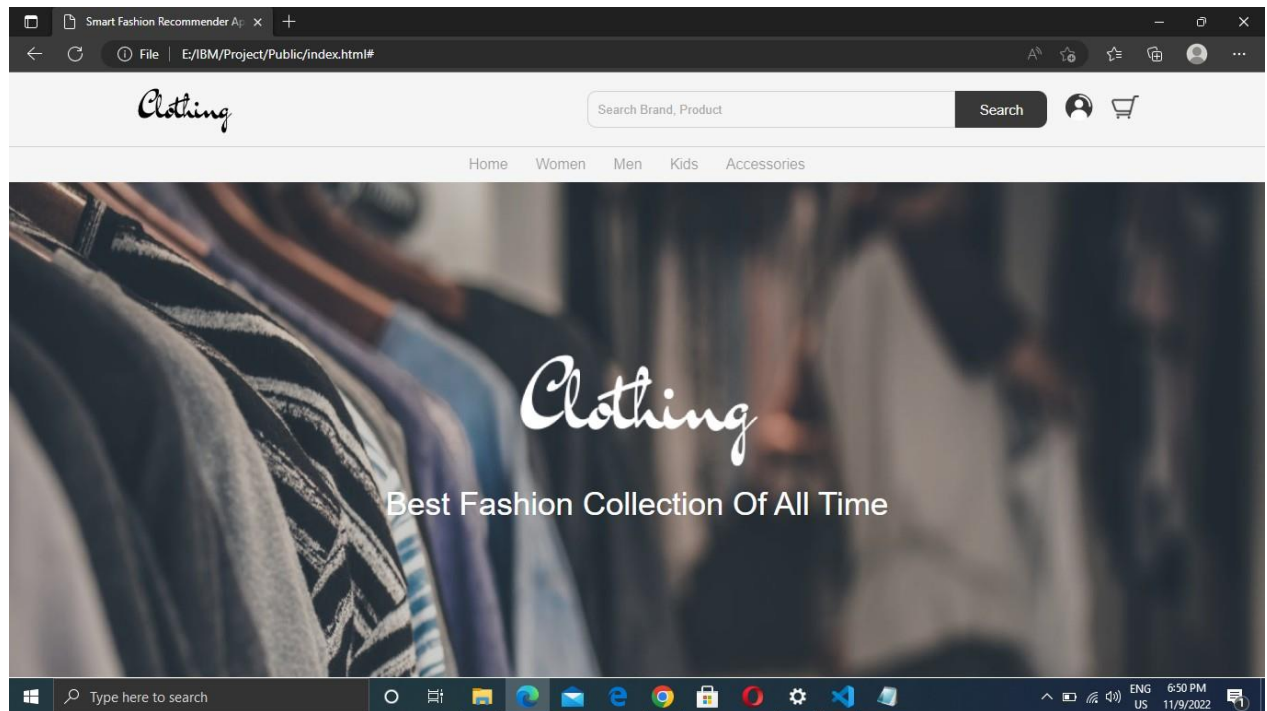 Smart Fashion Recommender Ap
File E:/IBM/Project/Public/index.html#
Clothing
Search Brand, Product
Search
Home Women Men Kids Accessories
Clothing
Best Fashion Collection Of All Time
Type here to search
ENG 6:50 PM
US 11/9/2022
1